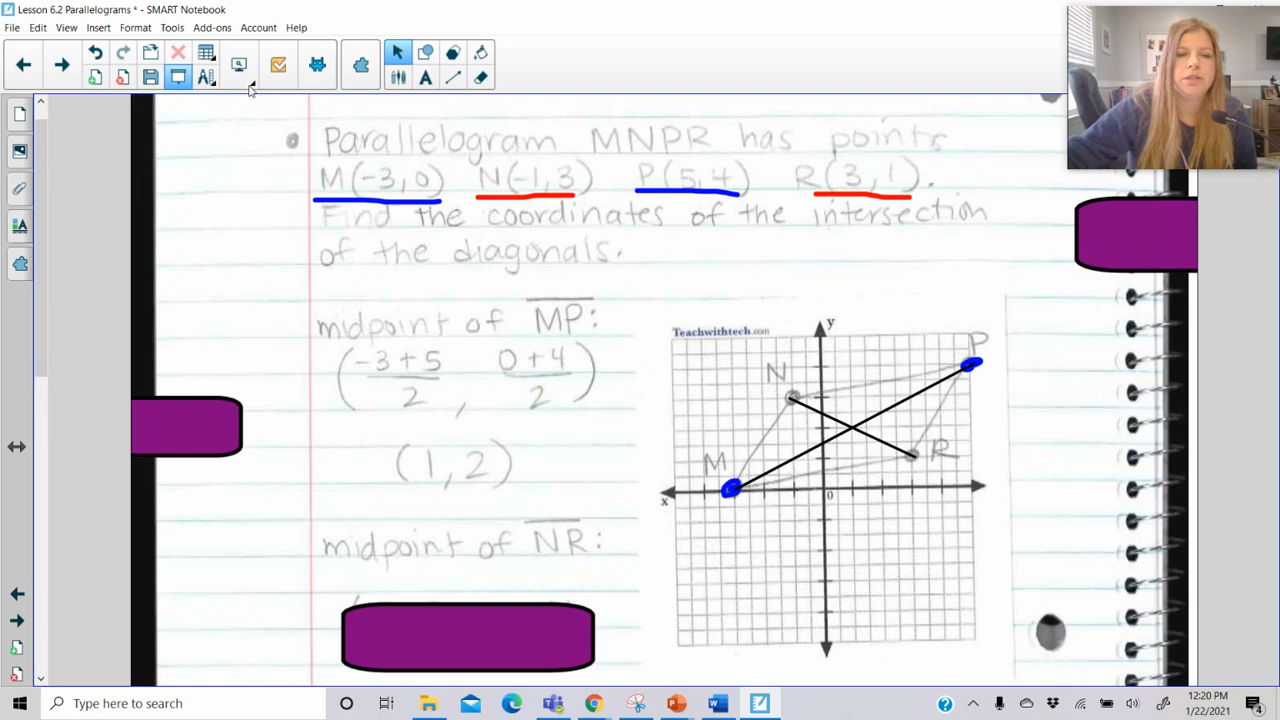 Lesson 6.2 Parallelograms * - SMART Notebook
File Edit View Insert Format Tools Add-ons Account Help
Parallelogram MNPR has points
M(-3,0) N(-1,3) P(5,4) R(3,1).
Find the coordinates of the intersection
of the diagonals.
midpoint of MP:
(-3+5/2, 0+4/2)
(1,2)
midpoint of NR:
Teachwithtech.com
y
P
N
M
R
x
0
Type here to search
12:20 PM
1/22/2021
4